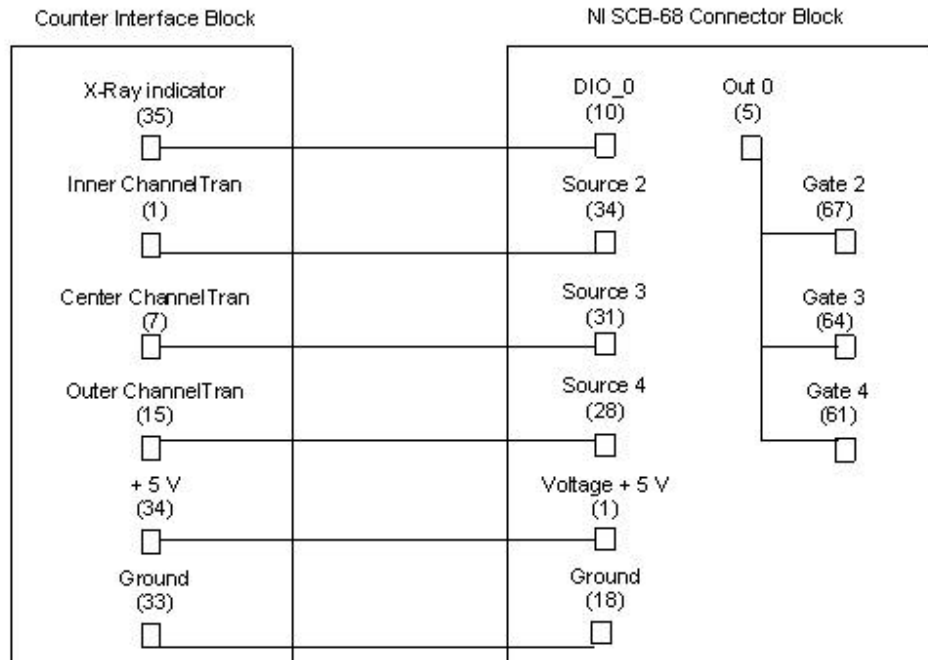 Counter Interface Block
NI SCB-68 Connector Block
X-Ray indicator
(35)
DIO_0
(10)
Out 0
(5)
Inner ChannelTran
(1)
Source 2
(34)
Gate 2
(67)
Center ChannelTran
(7)
Source 3
(31)
Gate 3
(64)
Outer ChannelTran
(15)
Source 4
(28)
Gate 4
(61)
+ 5 V
(34)
Voltage + 5 V
(1)
Ground
(33)
Ground
(18)